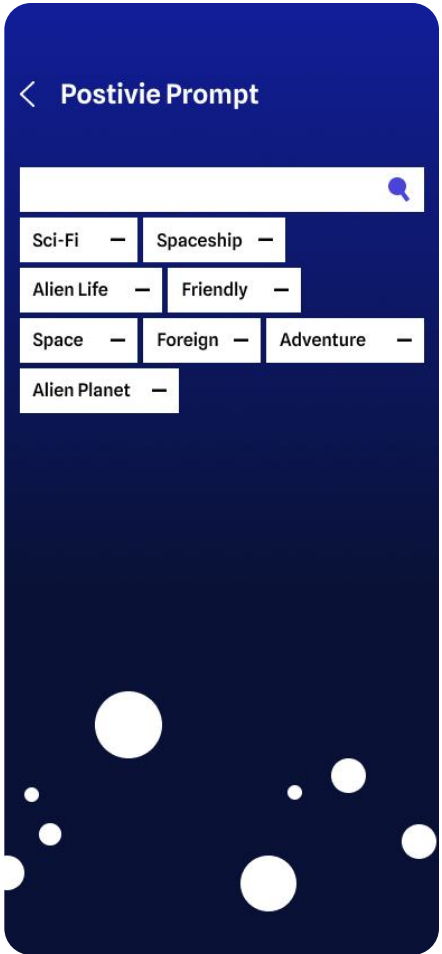 Postivie Prompt
Sci-Fi – Spaceship –
Alien Life – Friendly –
Space – Foreign – Adventure –
Alien Planet –